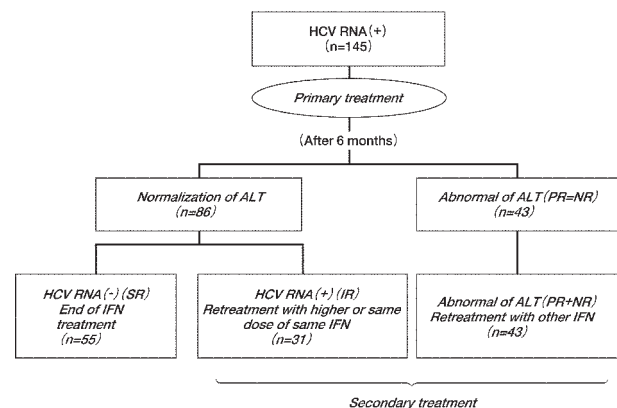 HCV RNA(+)
(n=145)
Primary treatment
(After 6 months)
Normalization of ALT
(n=86)
Abnormal of ALT(PR=NR)
(n=43)
HCV RNA(-)(SR)
End of IFN
treatment
(n=55)
HCV RNA(+)(IR)
Retreatment with higher or same
dose of same IFN
(n=31)
Abnormal of ALT(PR+NR)
Retreatment with other IFN
(n=43)
Secondary treatment